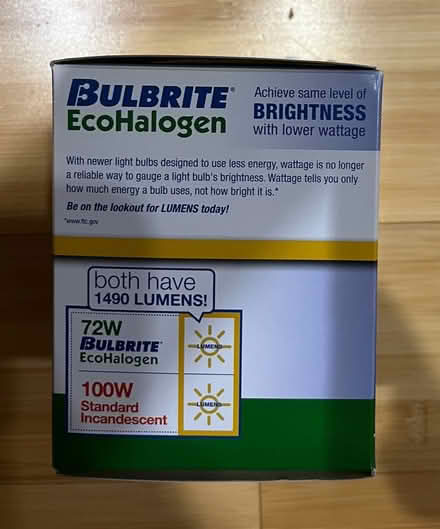 BULBRITE®
EcoHalogen
Achieve same level of
BRIGHTNESS
with lower wattage
With newer light bulbs designed to use less energy, wattage is no longer
a reliable way to gauge a light bulb's brightness. Wattage tells you only
how much energy a bulb uses, not how bright it is.*
Be on the lookout for LUMENS today!
*www.ftc.gov
both have
1490 LUMENS!
72W
BULBRITE®
EcoHalogen
LUMENS
100W
Standard
Incandescent
LUMENS